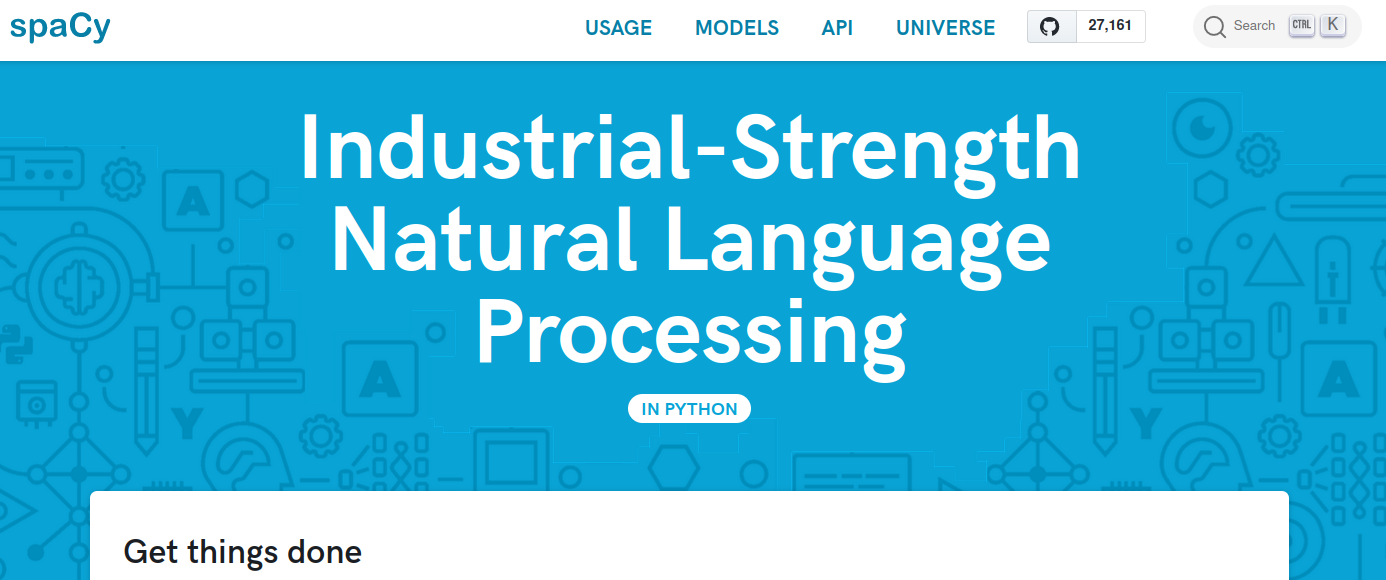 spaCy
USAGE MODELS API UNIVERSE 27,161 Search CTRL K
Industrial-Strength
Natural Language
Processing
IN PYTHON
A
A
Y
A
Y
Get things done